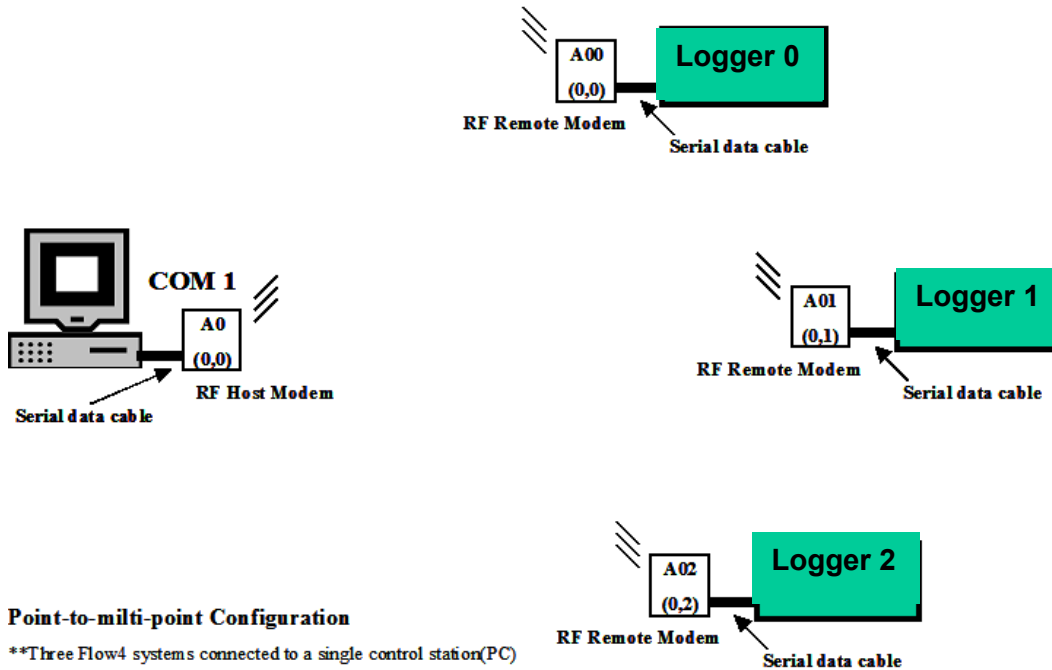 A00
(0,0)
Logger 0
RF Remote Modem
Serial data cable
COM 1
A0
(0,0)
RF Host Modem
Serial data cable
A01
(0,1)
Logger 1
RF Remote Modem
Serial data cable
A02
(0,2)
Logger 2
RF Remote Modem
Serial data cable
Point-to-milti-point Configuration
**Three Flow4 systems connected to a single control station(PC)